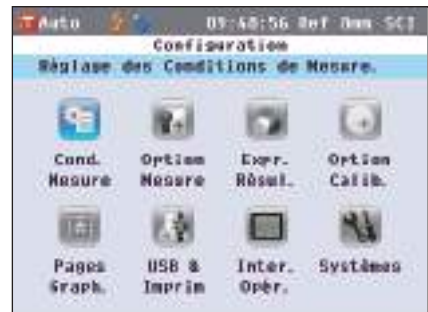 Auto 09:48:56 Ref 8mm SCI
Configuration
Réglage des Conditions de Mesure.
Cond. Option Expr. Option
Mesure Mesure Résul. Calib.
Pages USB & Inter. Systèmes
Graph. Imprim Opér.